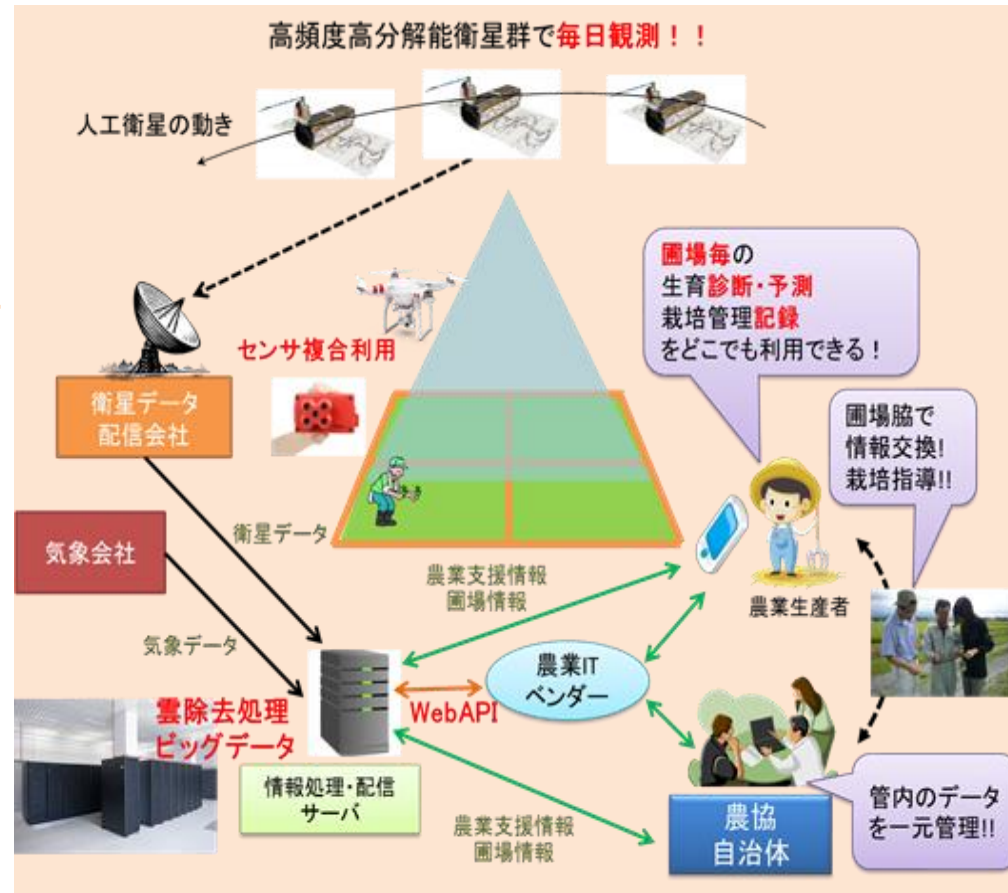 高頻度高分解能衛星群で毎日観測！！
人工衛星の動き
圃場毎の
生育診断・予測
栽培管理記録
をどこでも利用できる！
センサ複合利用
衛星データ
配信会社
圃場脇で
情報交換!
栽培指導!!
気象会社
衛星データ
農業支援情報
圃場情報
農業生産者
気象データ
農業IT
ベンダー
雲除去処理
ビッグデータ
WebAPI
情報処理・配信
サーバ
農業支援情報
圃場情報
農協
自治体
管内のデータ
を一元管理!!